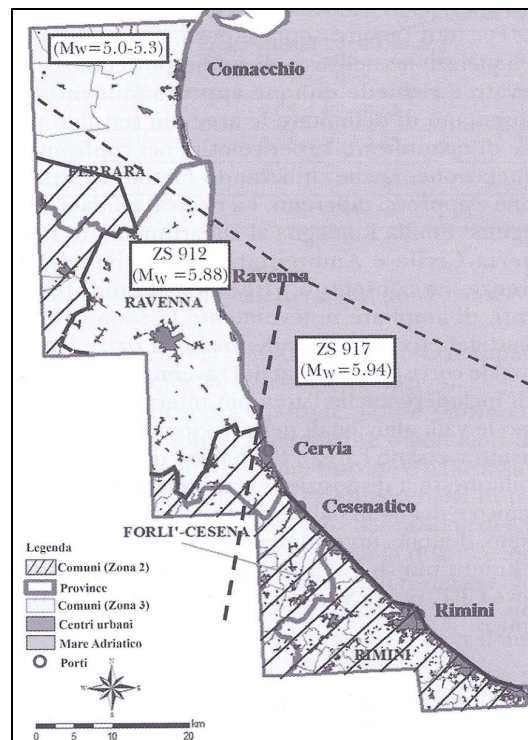 (Mw=5.0-5.3)
Comacchio
FERRARA
ZS 912
(Mw=5.88)
Ravenna
RAVENNA
ZS 917
(MW=5.94)
Cervia
Cesenatico
FORLI'-CESENA
Rimini
RIMINI
Legenda
Comuni (Zona 2)
Province
Comuni (Zona 3)
Centri urbani
Mare Adriatico
Porti
N
S
km
0 5 10 20